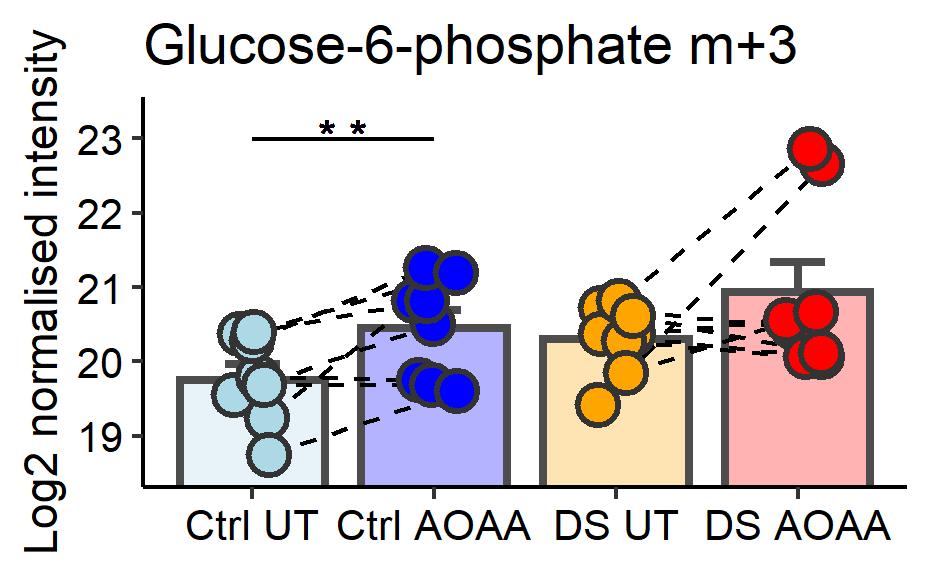 Glucose-6-phosphate m+3
Log2 normalised intensity
23
22
21
20
19
**
Ctrl UT
Ctrl AOAA
DS UT
DS AOAA